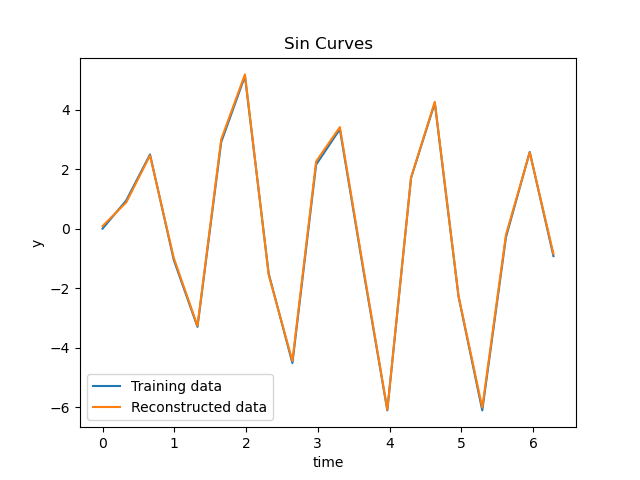 Sin Curves
4
2
0
−2
−4
−6
y
Training data
Reconstructed data
0 1 2 3 4 5 6
time